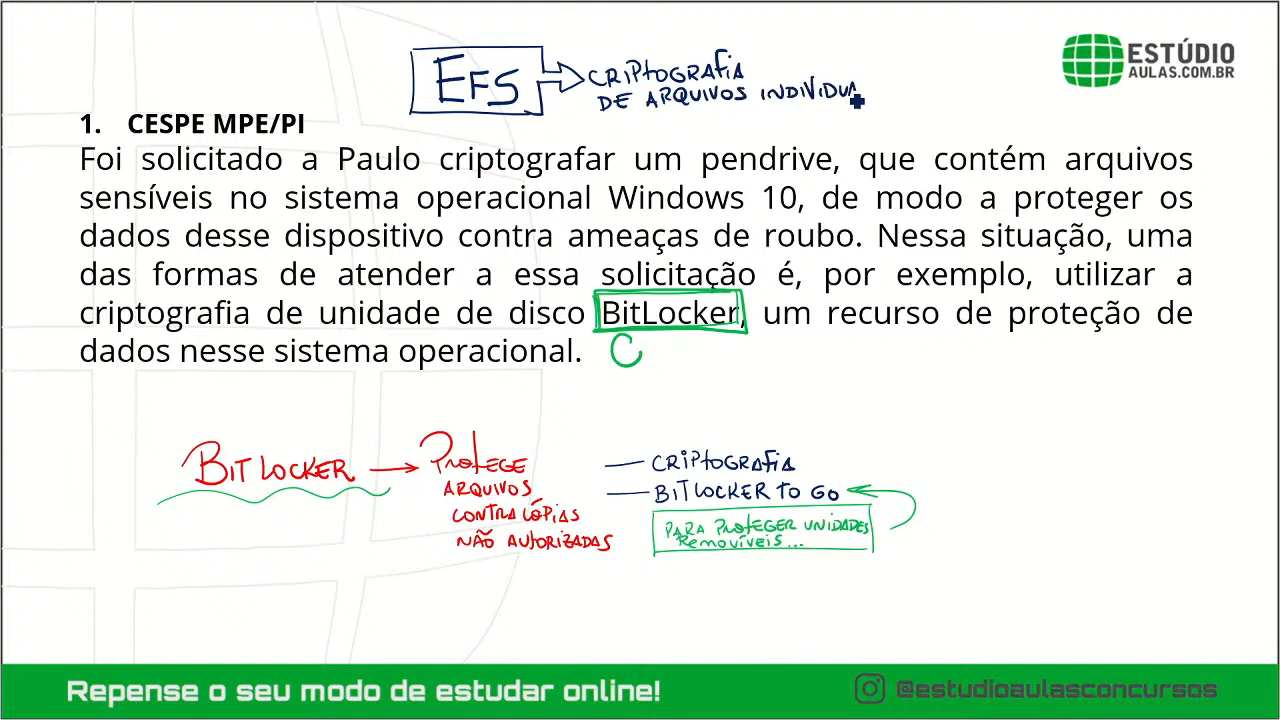 EFS
CRIPTOGRAFIA
DE ARQUIVOS INDIVIDUA
ESTÚDIO
AULAS.COM.BR
1. CESPE MPE/PI
Foi solicitado a Paulo criptografar um pendrive, que contém arquivos
sensíveis no sistema operacional Windows 10, de modo a proteger os
dados desse dispositivo contra ameaças de roubo. Nessa situação, uma
das formas de atender a essa solicitação é, por exemplo, utilizar a
criptografia de unidade de disco BitLocker, um recurso de proteção de
dados nesse sistema operacional. C
BITLOCKER
PROTEGE
ARQUIVOS
CONTRA CÓPIAS
NÃO AUTORIZADAS
CRIPTOGRAFIA
BITLOCKER TO GO
PARA PROTEGER UNIDADES
REMOVÍVEIS...
Repense o seu modo de estudar online!
@estudioaulasconcursos